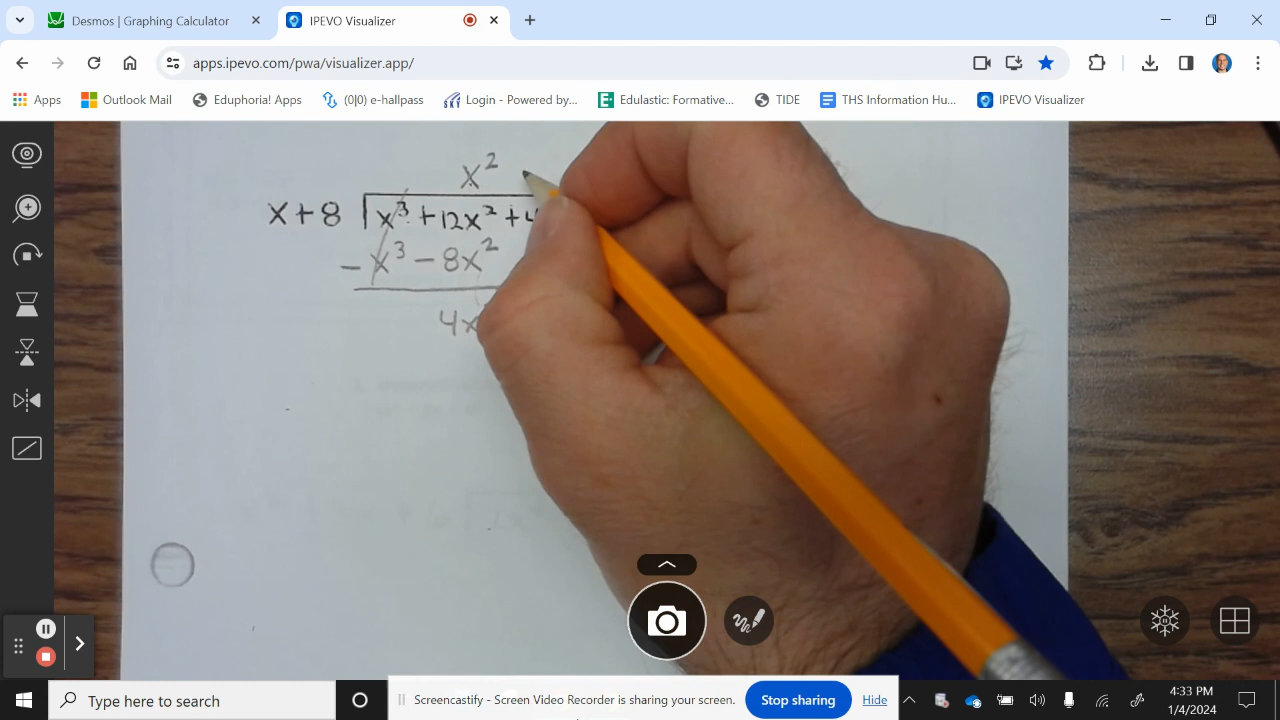 Desmos | Graphing Calculator
IPEVO Visualizer
apps.ipevo.com/pwa/visualizer.app/
Apps
Outlook Mail
Eduphoria! Apps
(0|0) e-hallpass
Login - Powered by...
Edulastic: Formative...
TIDE
THS Information Hu...
IPEVO Visualizer
x²
x+8
x³ +12x² +4
-x³ -8x²
4x
Screencastify - Screen Video Recorder is sharing your screen.
Stop sharing
Hide
Type here to search
4:33 PM
1/4/2024